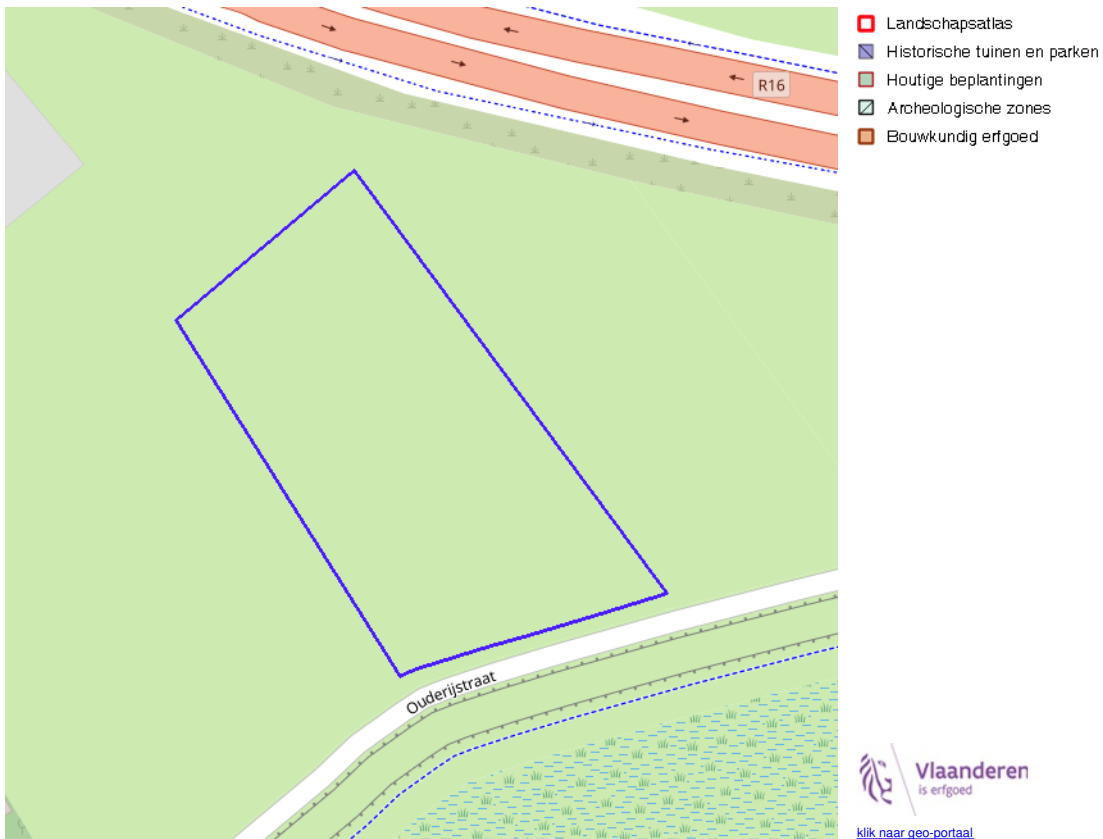 Landschapsatlas
Historische tuinen en parken
Houtige beplantingen
Archeologische zones
Bouwkundig erfgoed
R16
Ouderijstraat
Vlaanderen
is erfgoed
klik naar geo-portaal